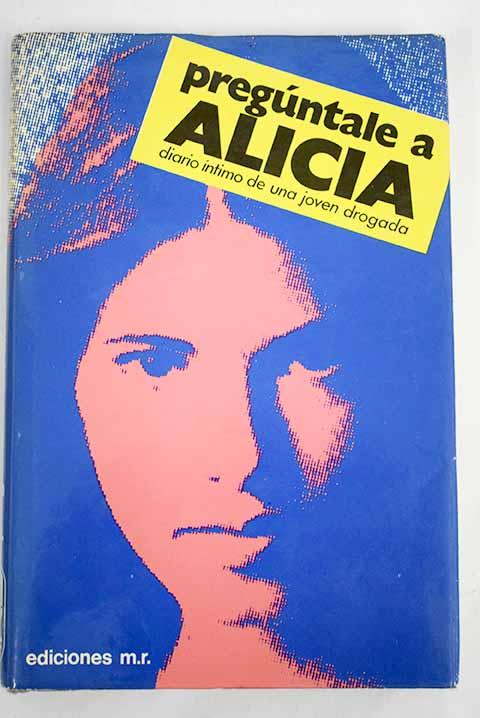 pregúntale a
ALICIA
diario íntimo de una joven drogada
ediciones m.r.